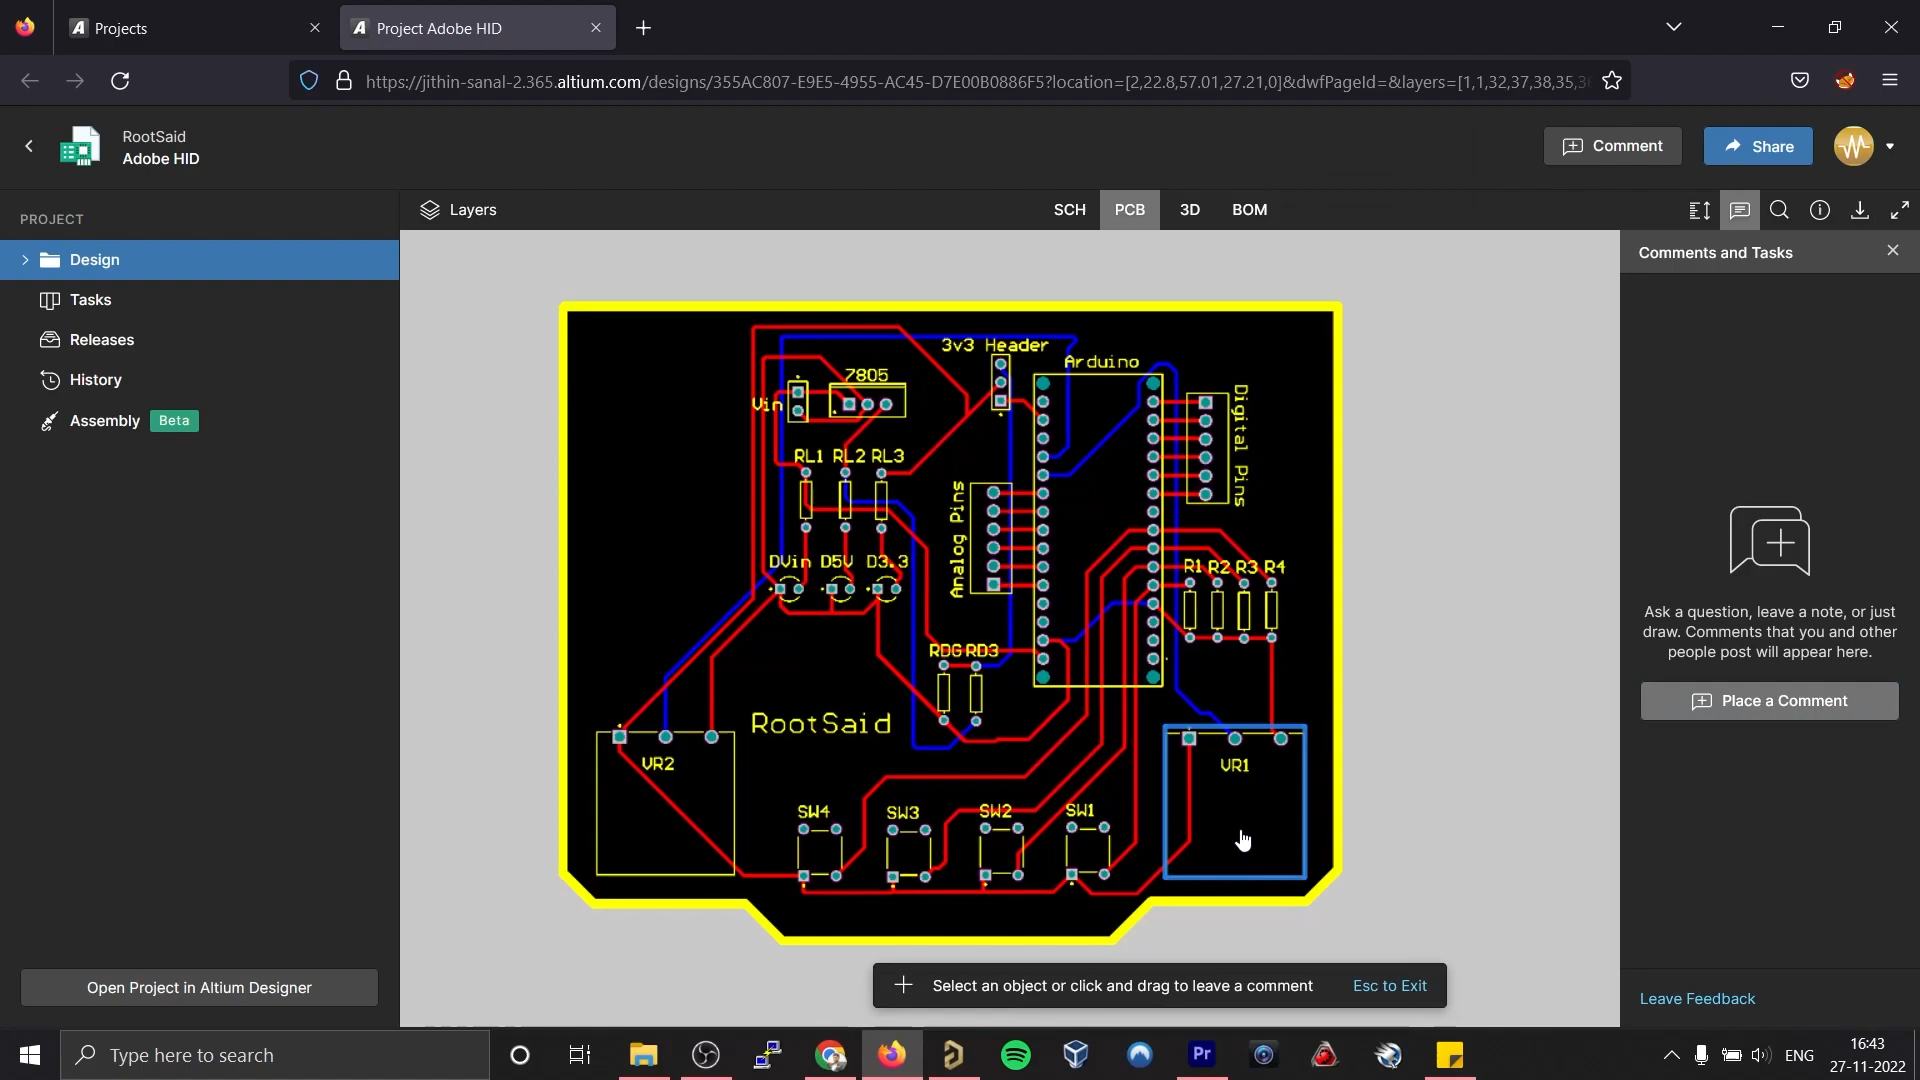 Projects
Project Adobe HID
https://jithin-sanal-2.365.altium.com/designs/355AC807-E9E5-4955-AC45-D7E00B0886F5?location=[2,22.8,57.01,27.21,0]&dwfPageId=&layers=[1,1,32,37,38,35,3
RootSaid
Adobe HID
Comment
Share
PROJECT
Layers
SCH
PCB
3D
BOM
Design
Tasks
Releases
History
Assembly
Beta
Open Project in Altium Designer
Comments and Tasks
3v3 Header
Arduino
7805
Vin
Digital Pins
RL1 RL2 RL3
Analog Pins
DVin D5V D3.3
R1 R2 R3 R4
RD3
RootSaid
VR2
VR1
SW4
SW3
SW2
SW1
Ask a question, leave a note, or just
draw. Comments that you and other
people post will appear here.
Place a Comment
Select an object or click and drag to leave a comment
Esc to Exit
Leave Feedback
Type here to search
Pr
ENG
16:43
27-11-2022